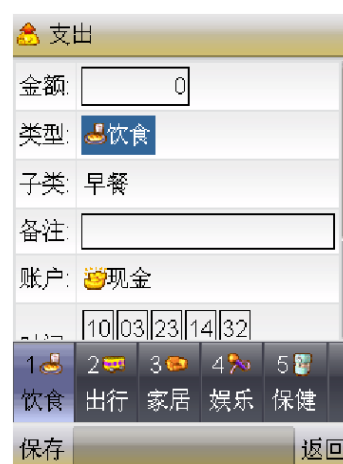 支出
金额: 0
类型: 饮食
子类: 早餐
备注:
账户: 现金
10 03 23 14 32
1 2 3 4 5
饮食 出行 家居 娱乐 保健
保存 返回